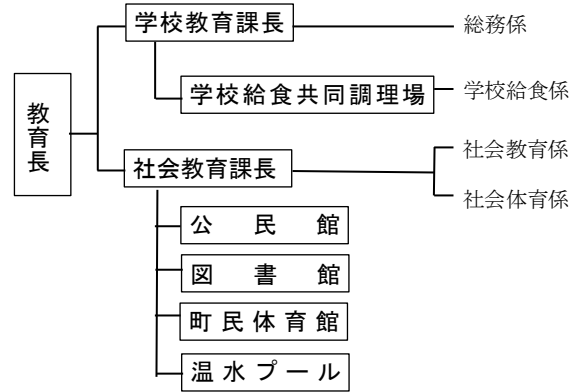 学校教育課長
総務係
学校給食共同調理場
学校給食係
教育長
社会教育課長
社会教育係
社会体育係
公民館
図書館
町民体育館
温水プール